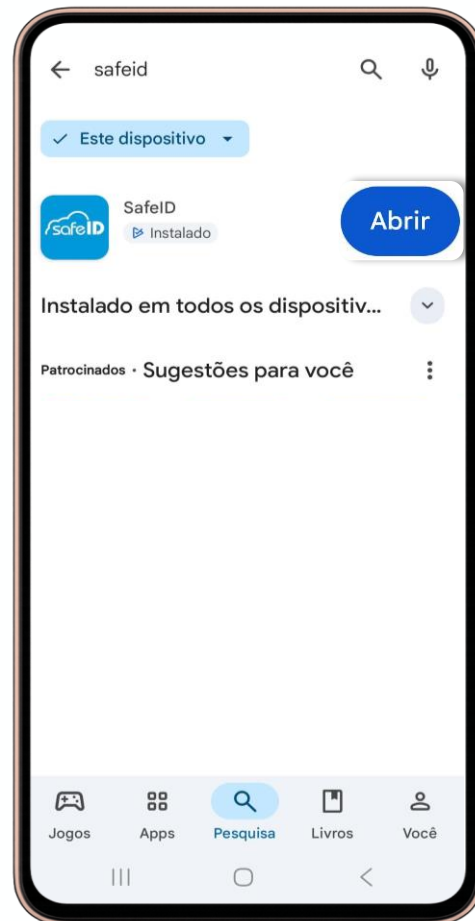 safeid
Este dispositivo
safeID
SafeID
Instalado
Abrir
Instalado em todos os dispositiv...
Patrocinados · Sugestões para você
Jogos Apps Pesquisa Livros Você